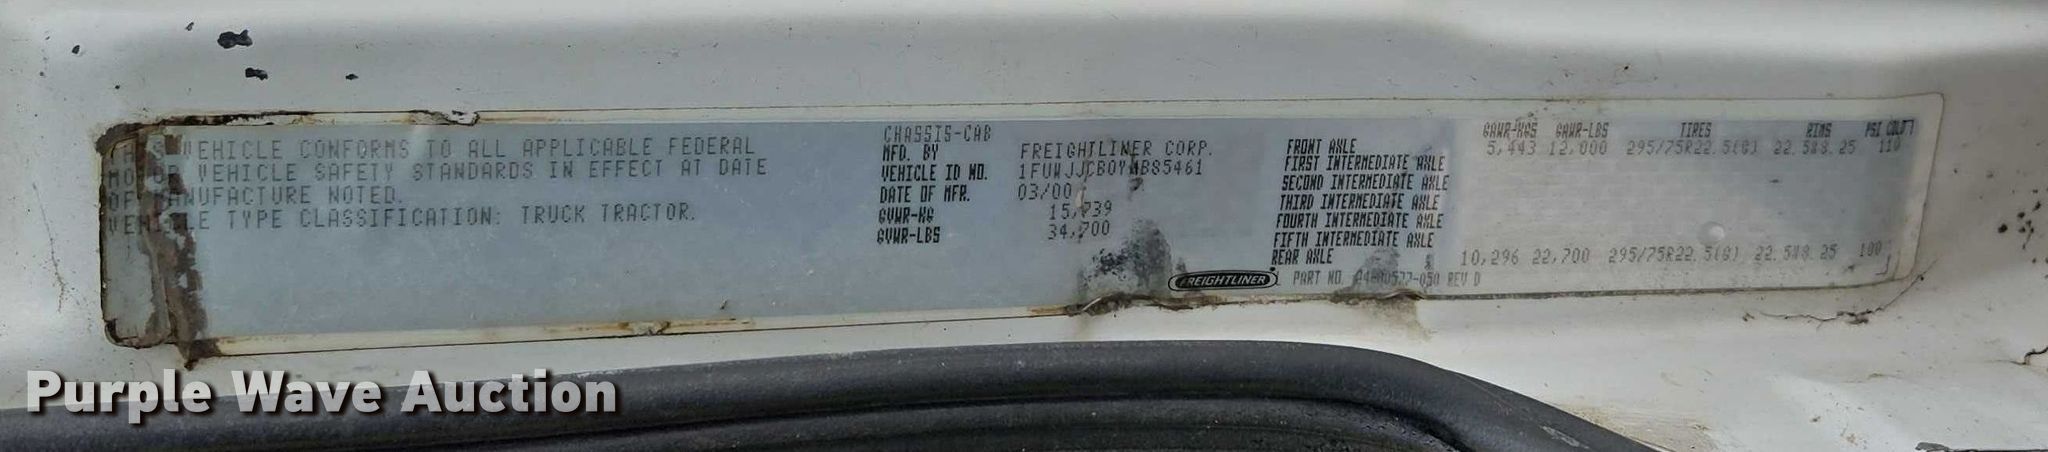 THIS VEHICLE CONFORMS TO ALL APPLICABLE FEDERAL
MOTOR VEHICLE SAFETY STANDARDS IN EFFECT AT DATE
OF MANUFACTURE NOTED.
VEHICLE TYPE CLASSIFICATION: TRUCK TRACTOR.
CHASSIS-CAB
MFD. BY FREIGHTLINER CORP.
VEHICLE ID NO.
DATE OF MFR. 03/00
GVWR-KG 15,739
GVWR-LBS 34,700
GAWR-KGS GAWR-LBS TIRES RIMS PSI COLD
FRONT AXLE 5,443 12,000 295/75R22.5(G) 22.5X8.25 110
FIRST INTERMEDIATE AXLE
SECOND INTERMEDIATE AXLE
THIRD INTERMEDIATE AXLE
FOURTH INTERMEDIATE AXLE
FIFTH INTERMEDIATE AXLE
REAR AXLE 10,296 22,700 295/75R22.5(G) 22.5X8.25 100
FREIGHTLINER PART NO. REV D
Purple Wave Auction